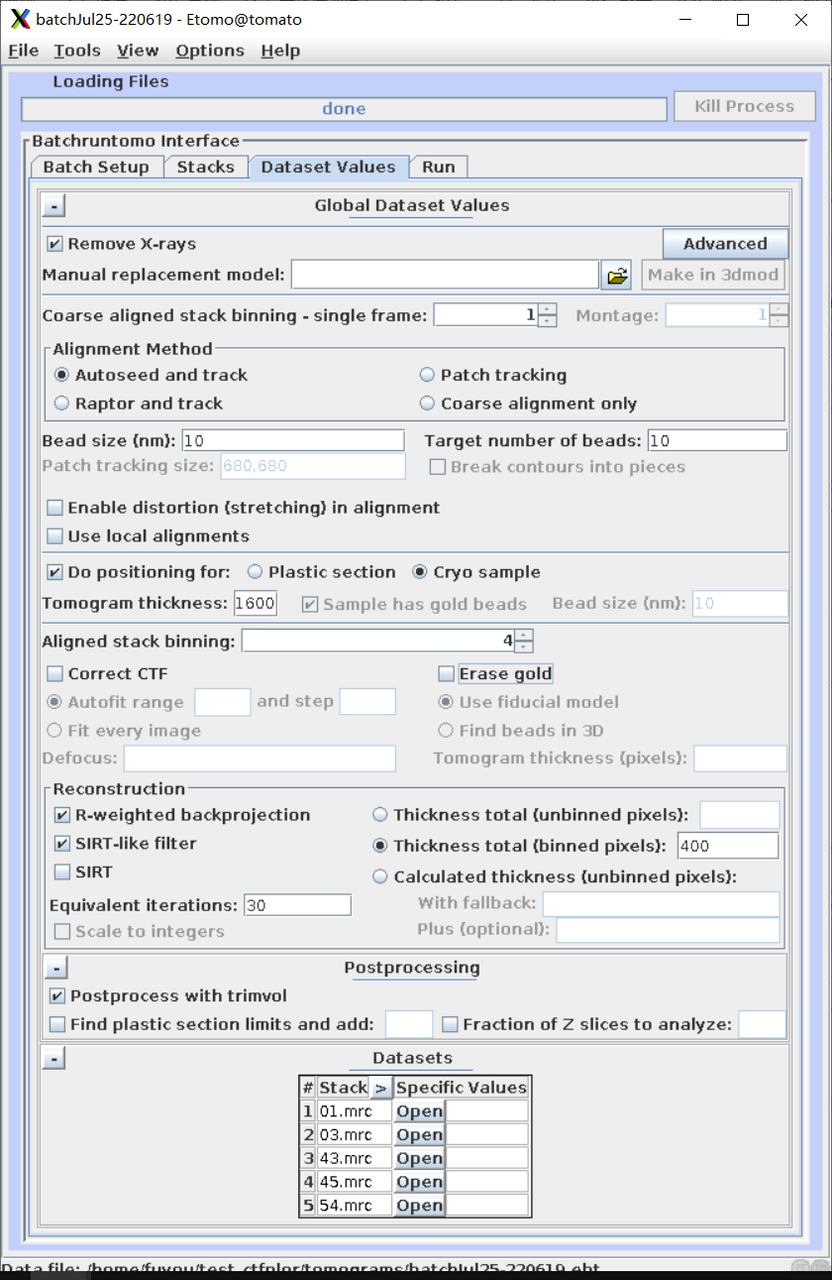 batchJul25-220619 - Etomo@tomato
File Tools View Options Help
Loading Files
done Kill Process
Batchruntomo Interface
Batch Setup Stacks Dataset Values Run
- Global Dataset Values
Remove X-rays Advanced
Manual replacement model: Make in 3dmod
Coarse aligned stack binning - single frame: 1 Montage: 1
Alignment Method
Autoseed and track Patch tracking
Raptor and track Coarse alignment only
Bead size (nm): 10 Target number of beads: 10
Patch tracking size: 680,680 Break contours into pieces
Enable distortion (stretching) in alignment
Use local alignments
Do positioning for: Plastic section Cryo sample
Tomogram thickness: 1600 Sample has gold beads Bead size (nm): 10
Aligned stack binning: 4
Correct CTF Erase gold
Autofit range and step Use fiducial model
Fit every image Find beads in 3D
Defocus: Tomogram thickness (pixels):
Reconstruction
R-weighted backprojection Thickness total (unbinned pixels):
SIRT-like filter Thickness total (binned pixels): 400
SIRT Calculated thickness (unbinned pixels):
Equivalent iterations: 30 With fallback:
Scale to integers Plus (optional):
- Postprocessing
Postprocess with trimvol
Find plastic section limits and add: Fraction of Z slices to analyze:
- Datasets
# Stack > Specific Values
1 01.mrc Open
2 03.mrc Open
3 43.mrc Open
4 45.mrc Open
5 54.mrc Open
Data file: /home/fuyou/test_ctfplor/tomograms/batchJul25-220619.ebt